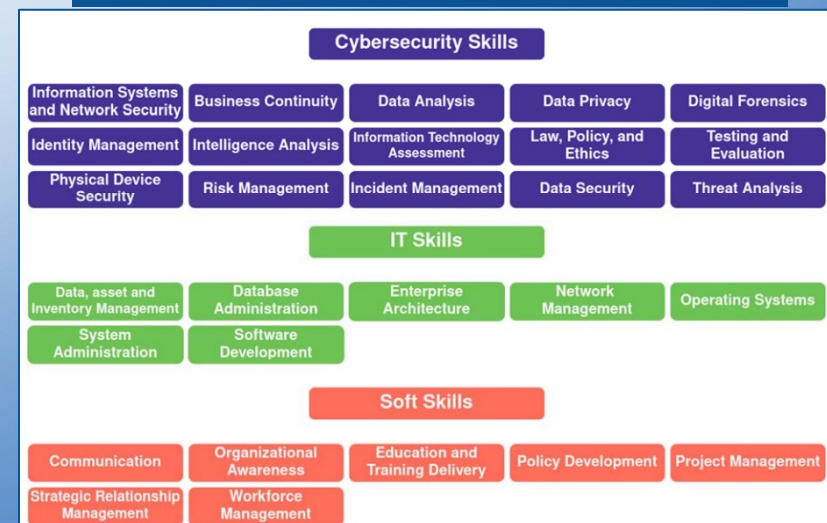 Cybersecurity Skills
Information Systems
and Network Security
Business Continuity
Data Analysis
Data Privacy
Digital Forensics
Identity Management
Intelligence Analysis
Information Technology
Assessment
Law, Policy, and
Ethics
Testing and
Evaluation
Physical Device
Security
Risk Management
Incident Management
Data Security
Threat Analysis
IT Skills
Data, asset and
Inventory Management
Database
Administration
Enterprise
Architecture
Network
Management
Operating Systems
System
Administration
Software
Development
Soft Skills
Communication
Organizational
Awareness
Education and
Training Delivery
Policy Development
Project Management
Strategic Relationship
Management
Workforce
Management